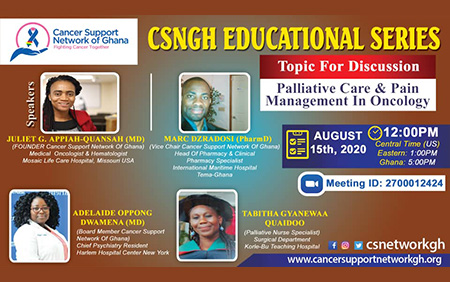 Cancer Support
Network of Ghana
Fighting Cancer Together
CSNGH EDUCATIONAL SERIES
Topic For Discussion
Palliative Care & Pain
Management In Oncology
Speakers
JULIET G. APPIAH-QUANSAH (MD)
(FOUNDER Cancer Support Network Of Ghana)
Medical Oncologist & Hematologist
Mosaic Life Care Hospital, Missouri USA
MARC DZRADOSI (PharmD)
(Vice Chair Cancer Support Network Of Ghana)
Head Of Pharmacy & Clinical
Pharmacy Specialist
International Maritime Hospital
Tema-Ghana
AUGUST
15th, 2020
12:00PM
Central Time (US)
Eastern: 1:00PM
Ghana: 5:00PM
Meeting ID: 2700012424
ADELAIDE OPPONG
DWAMENA (MD)
(Board Member Cancer Support
Network Of Ghana)
Chief Psychiatry Resident
Harlem Hospital Center New York
TABITHA GYANEWAA
QUAIDOO
(Palliative Nurse Specialist)
Surgical Department
Korle-Bu Teaching Hospital
csnetworkgh
www.cancersupportnetworkgh.org